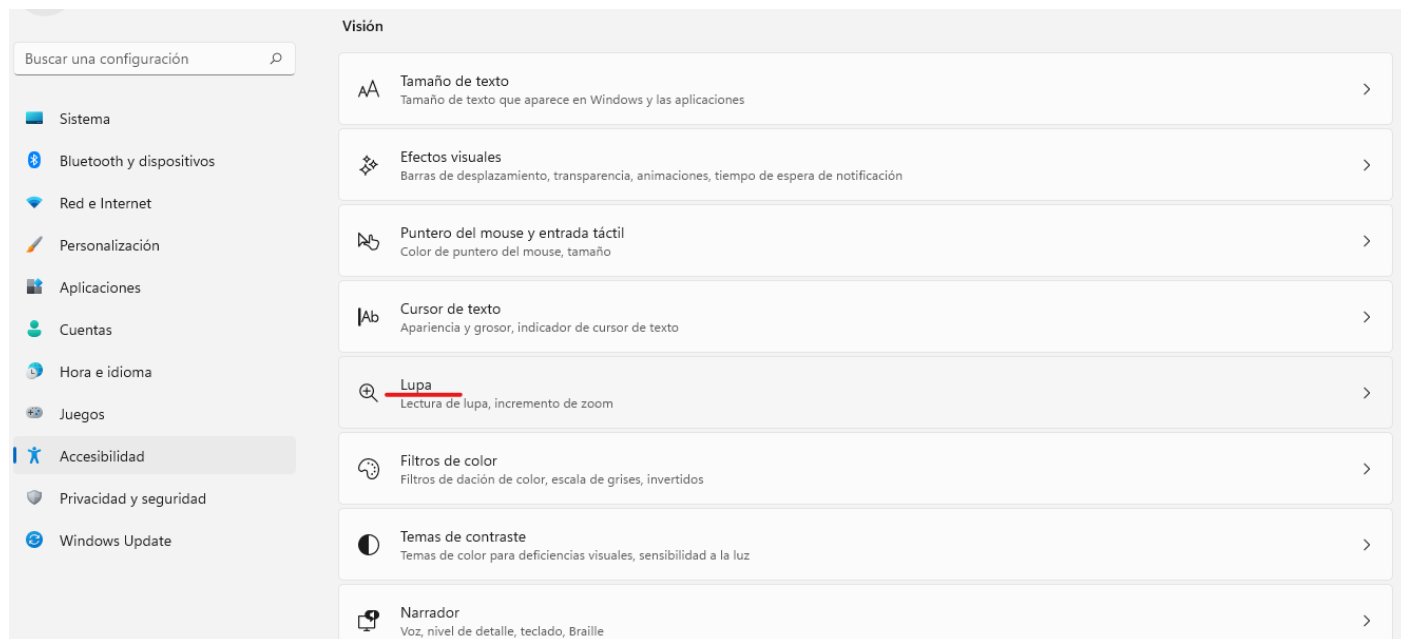 Buscar una configuración
Sistema
Bluetooth y dispositivos
Red e Internet
Personalización
Aplicaciones
Cuentas
Hora e idioma
Juegos
Accesibilidad
Privacidad y seguridad
Windows Update
Visión
Tamaño de texto
Tamaño de texto que aparece en Windows y las aplicaciones
Efectos visuales
Barras de desplazamiento, transparencia, animaciones, tiempo de espera de notificación
Puntero del mouse y entrada táctil
Color de puntero del mouse, tamaño
Ab
Cursor de texto
Apariencia y grosor, indicador de cursor de texto
Lupa
Lectura de lupa, incremento de zoom
Filtros de color
Filtros de dación de color, escala de grises, invertidos
Temas de contraste
Temas de color para deficiencias visuales, sensibilidad a la luz
Narrador
Voz, nivel de detalle, teclado, Braille